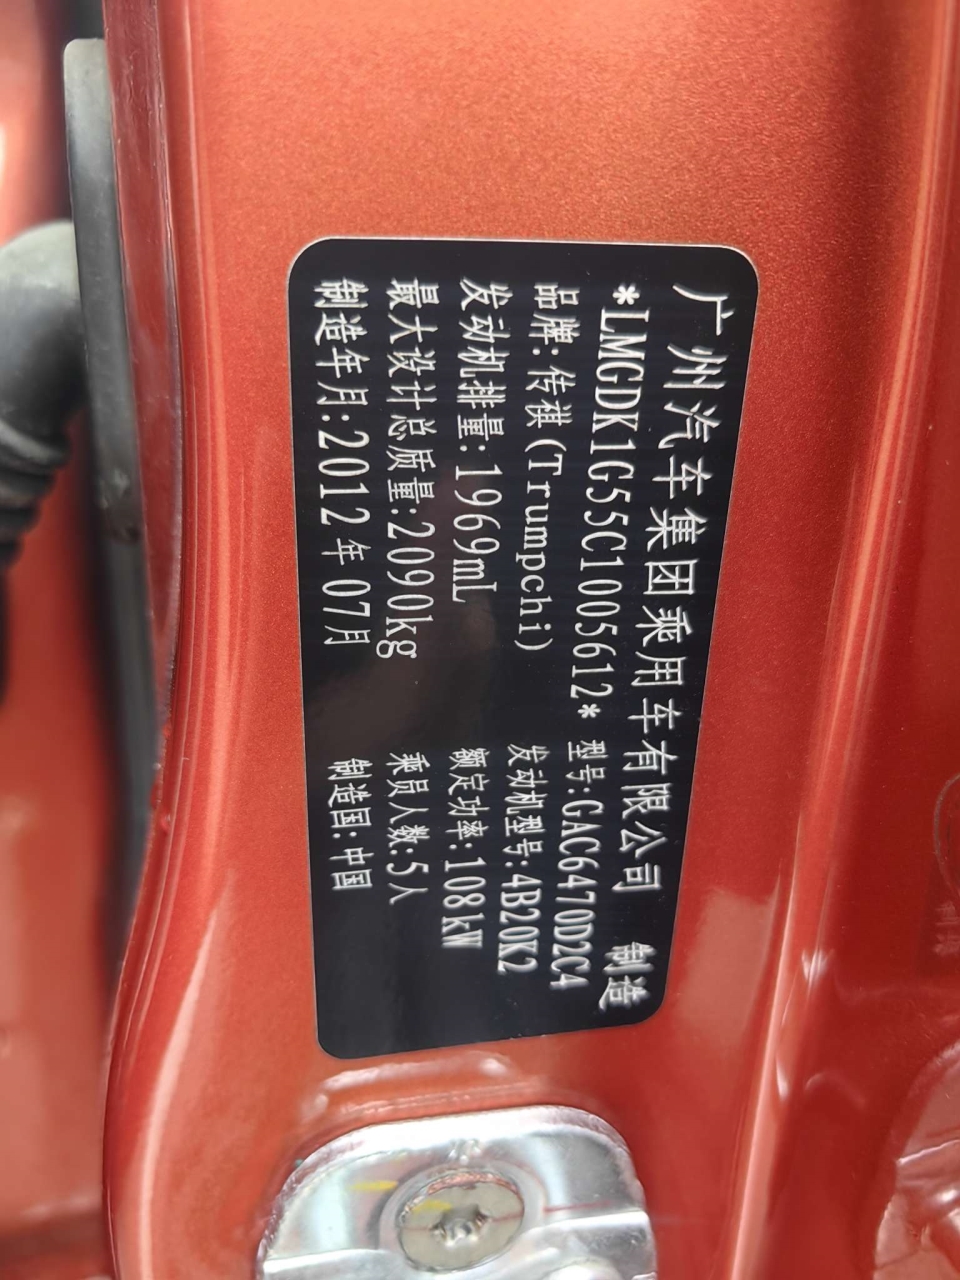 广州汽车集团乘用车有限公司 制造
*LMGDK1G55C1005612* 型号:GAC6470D2C4
品牌:传祺(Trumpchi) 发动机型号:4B20K2
发动机排量:1969mL 额定功率:108kW
最大设计总质量:2090kg 乘员人数:5人
制造年月:2012年07月 制造国:中国